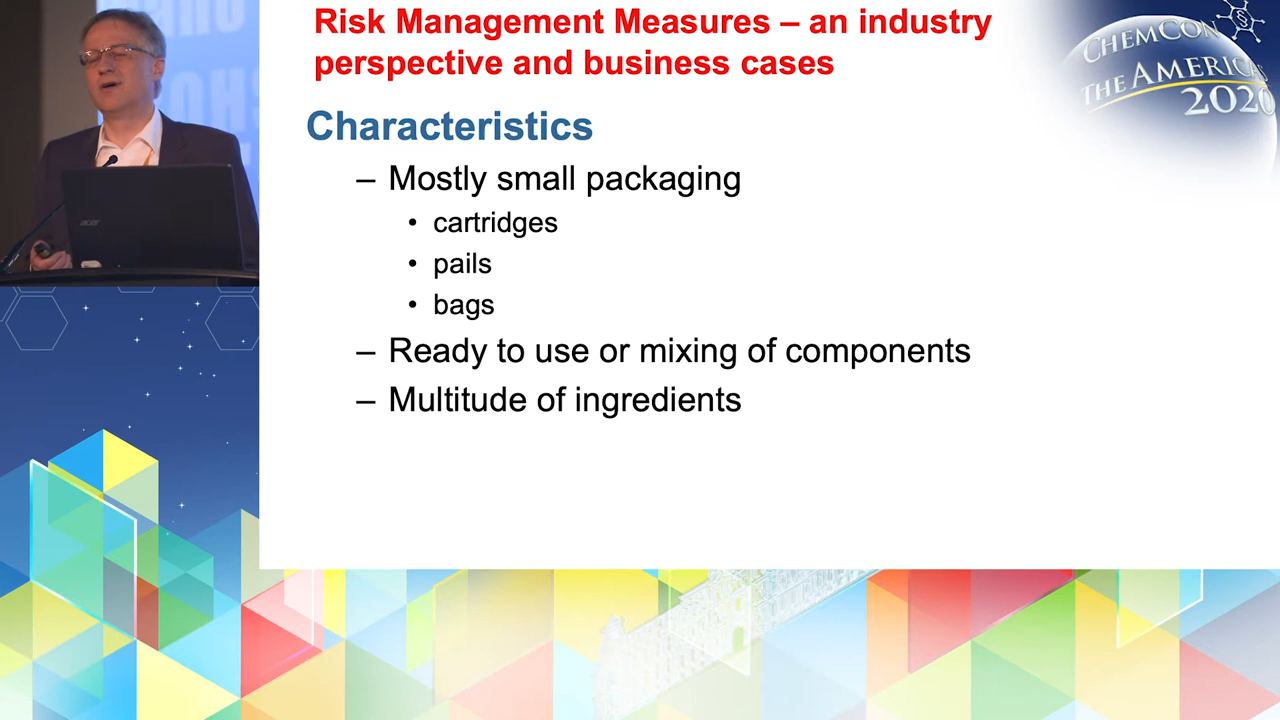 Risk Management Measures – an industry
perspective and business cases
CHEMCON
THE AMERICAS
2020
Characteristics
– Mostly small packaging
• cartridges
• pails
• bags
– Ready to use or mixing of components
– Multitude of ingredients
acer